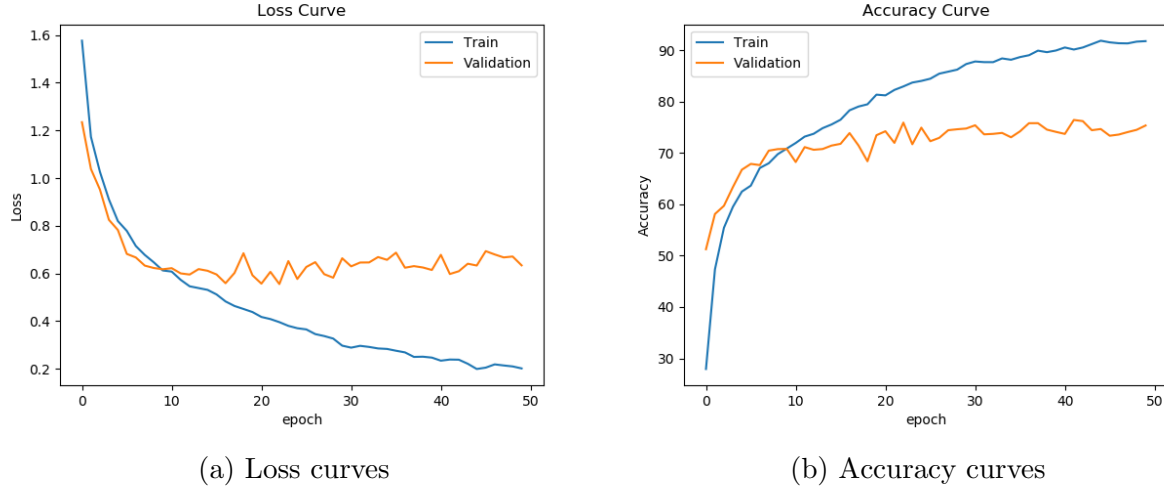 Loss Curve
1.6
1.4
1.2
1.0
0.8
0.6
0.4
0.2
Loss
Train
Validation
0 10 20 30 40 50
epoch
(a) Loss curves
Accuracy Curve
90
80
70
60
50
40
30
Accuracy
Train
Validation
0 10 20 30 40 50
epoch
(b) Accuracy curves